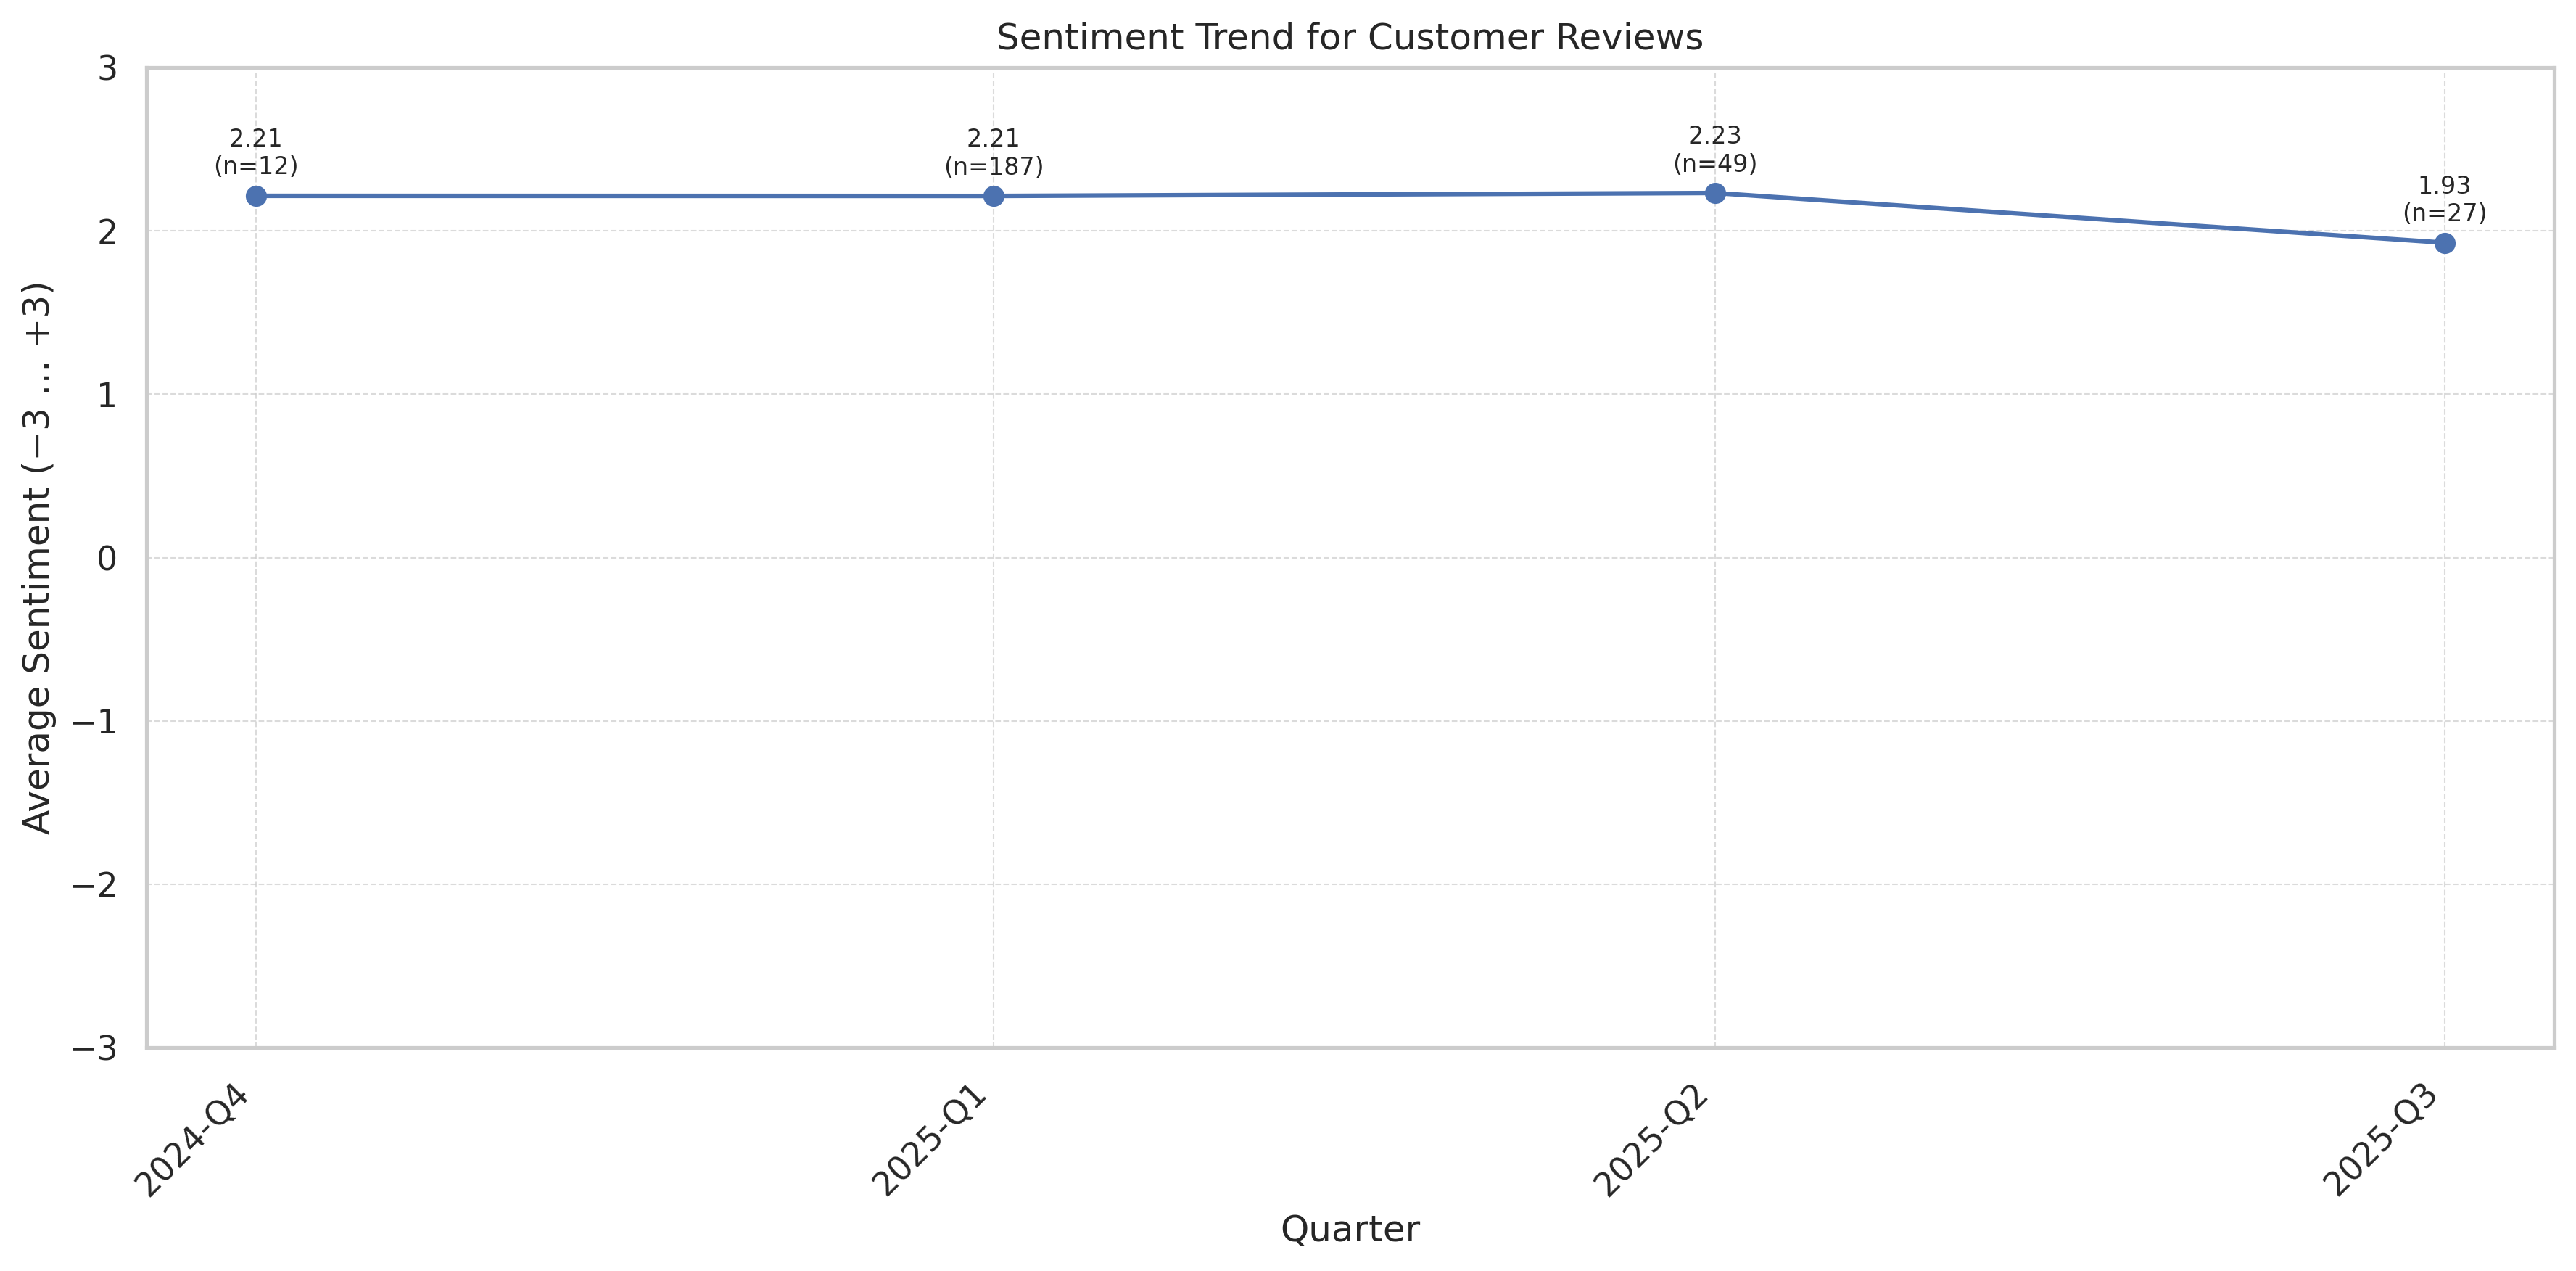 Sentiment Trend for Customer Reviews
3
2
1
0
−1
−2
−3
Average Sentiment (−3 … +3)
2.21
(n=12)
2.21
(n=187)
2.23
(n=49)
1.93
(n=27)
2024-Q4
2025-Q1
2025-Q2
2025-Q3
Quarter